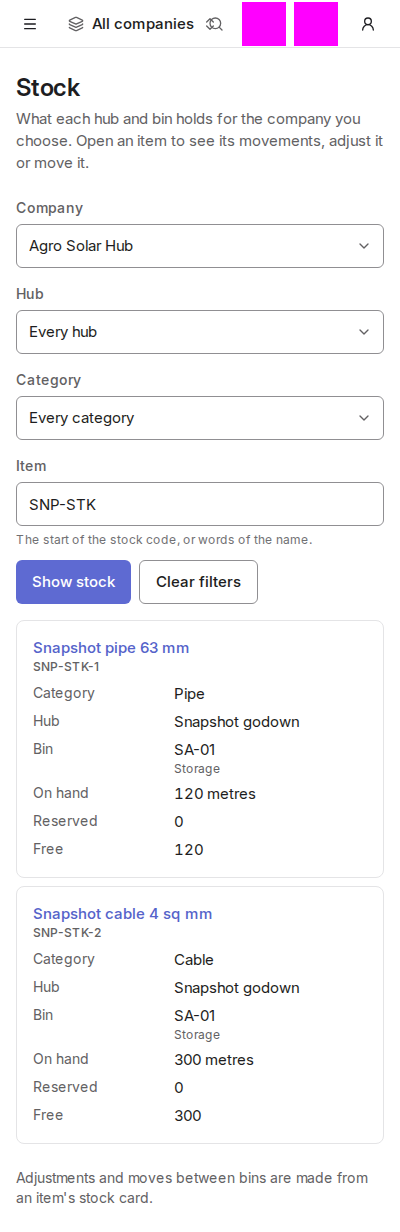 All companies
Stock
What each hub and bin holds for the company you
choose. Open an item to see its movements, adjust it
or move it.
Company
Agro Solar Hub
Hub
Every hub
Category
Every category
Item
SNP-STK
The start of the stock code, or words of the name.
Show stock
Clear filters
Snapshot pipe 63 mm
SNP-STK-1
Category
Pipe
Hub
Snapshot godown
Bin
SA-01
Storage
On hand
120 metres
Reserved
0
Free
120
Snapshot cable 4 sq mm
SNP-STK-2
Category
Cable
Hub
Snapshot godown
Bin
SA-01
Storage
On hand
300 metres
Reserved
0
Free
300
Adjustments and moves between bins are made from
an item's stock card.